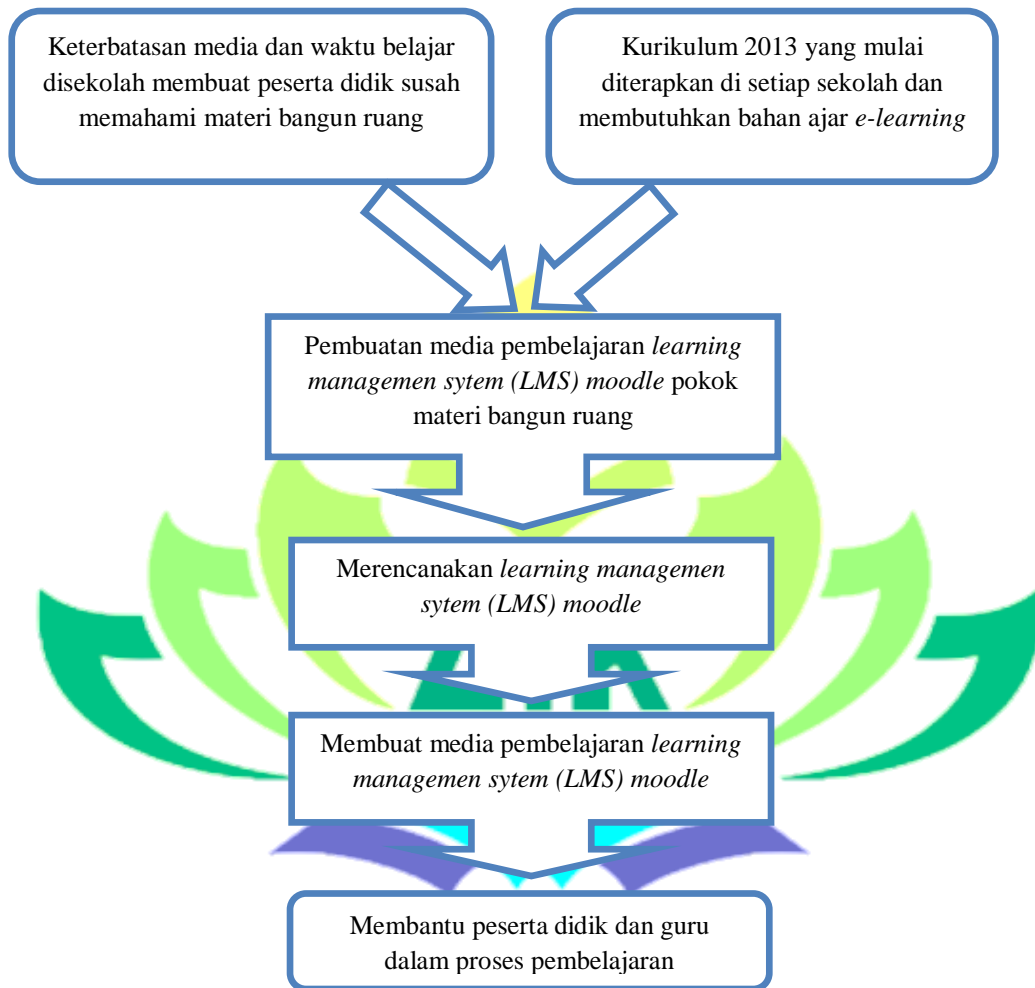 Keterbatasan media dan waktu belajar
disekolah membuat peserta didik susah
memahami materi bangun ruang
Kurikulum 2013 yang mulai
diterapkan di setiap sekolah dan
membutuhkan bahan ajar e-learning
Pembuatan media pembelajaran learning
managemen sytem (LMS) moodle pokok
materi bangun ruang
Merencanakan learning managemen
sytem (LMS) moodle
Membuat media pembelajaran learning
managemen sytem (LMS) moodle
Membantu peserta didik dan guru
dalam proses pembelajaran